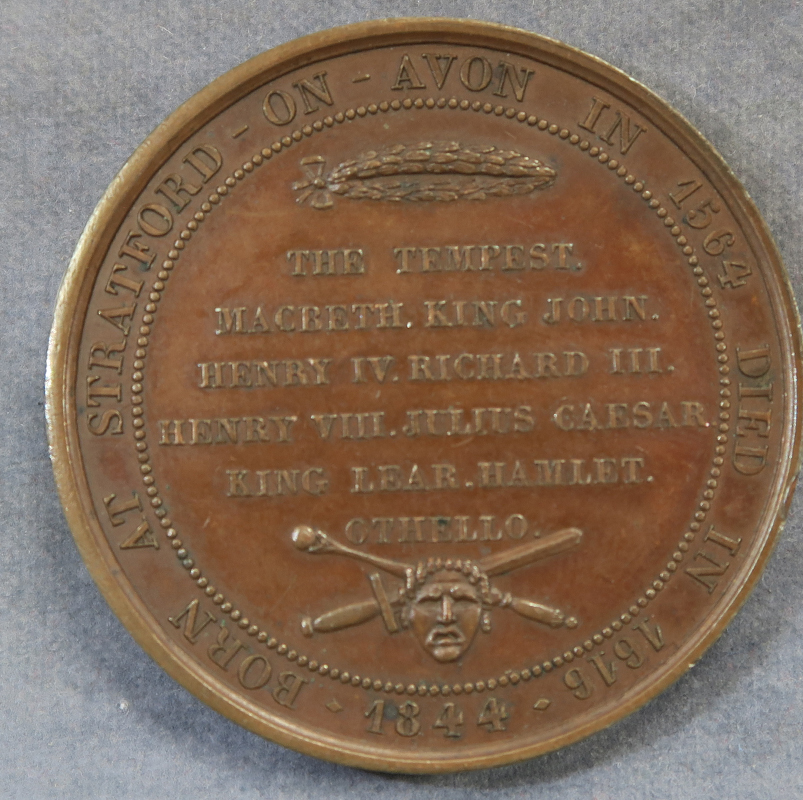 BORN AT STRATFORD - ON - AVON IN 1564 DIED IN 1616
- 1844 -
THE TEMPEST.
MACBETH. KING JOHN.
HENRY IV. RICHARD III.
HENRY VIII. JULIUS CAESAR
KING LEAR. HAMLET.
OTHELLO.